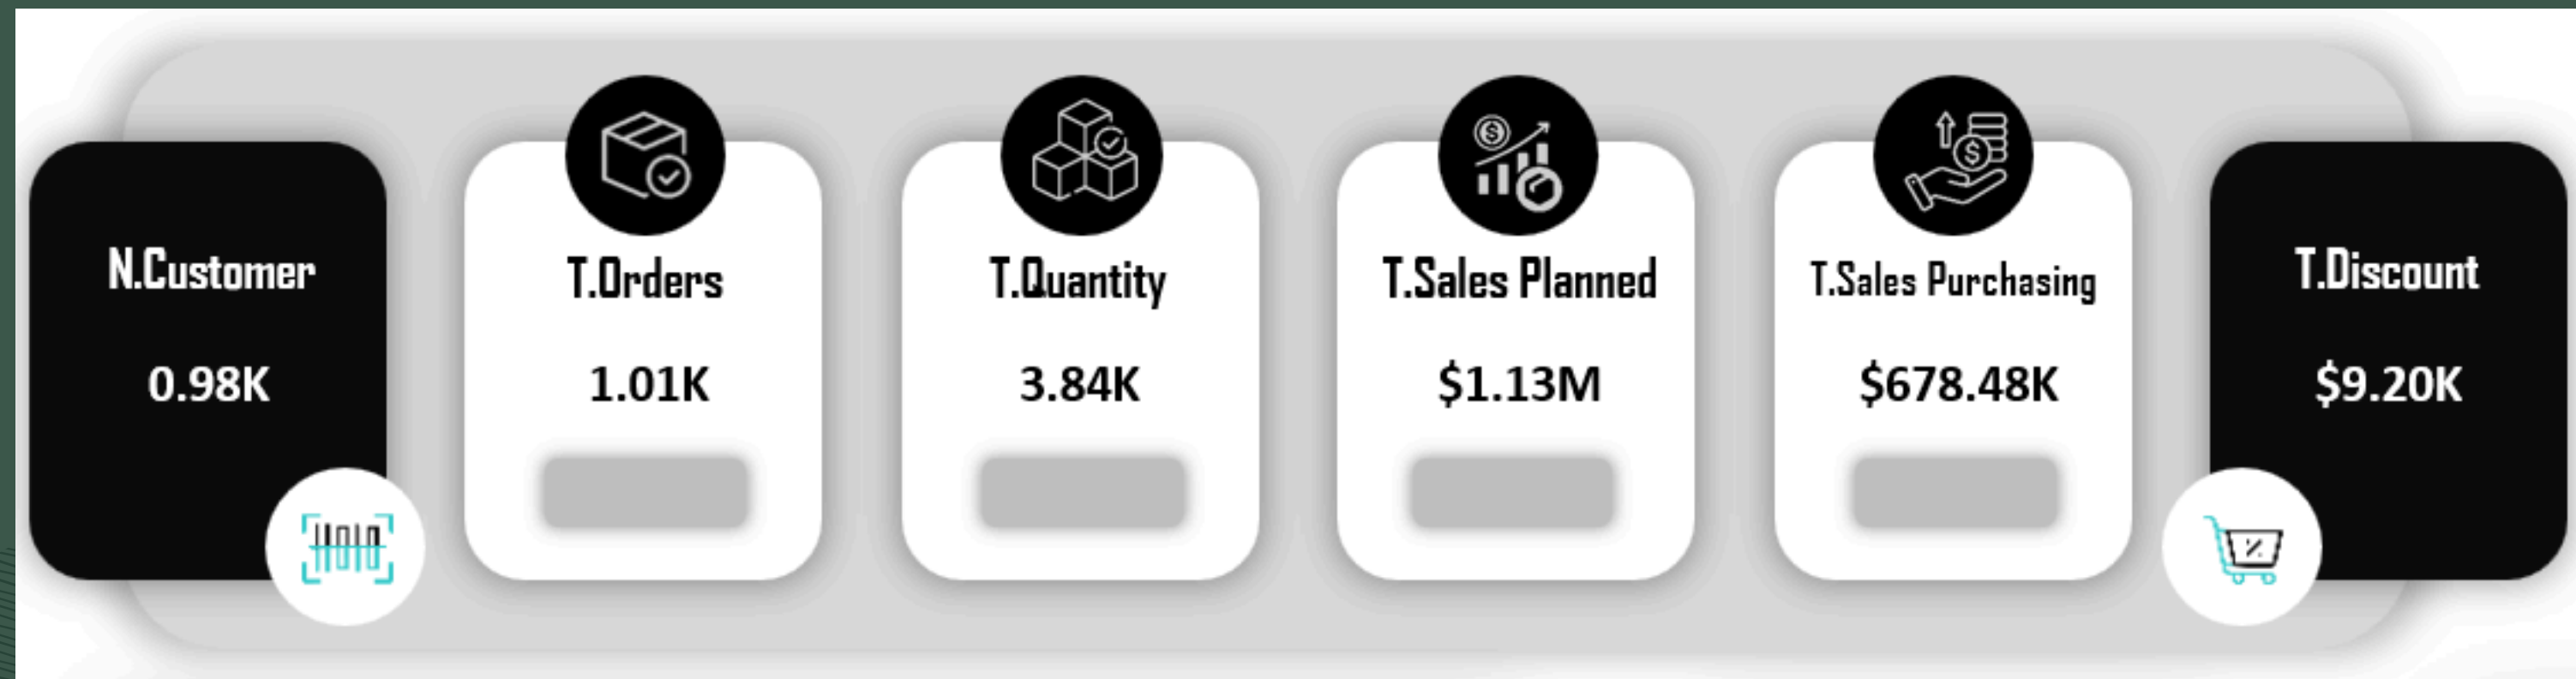 N.Customer
0.98K
T.Orders
1.01K
T.Quantity
3.84K
T.Sales Planned
$1.13M
T.Sales Purchasing
$678.48K
T.Discount
$9.20K